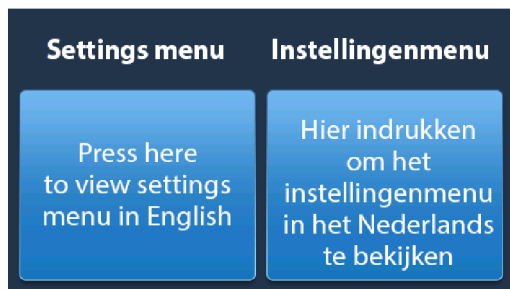 Settings menu
Instellingenmenu
Press here
to view settings
menu in English
Hier indrukken
om het
instellingenmenu
in het Nederlands
te bekijken